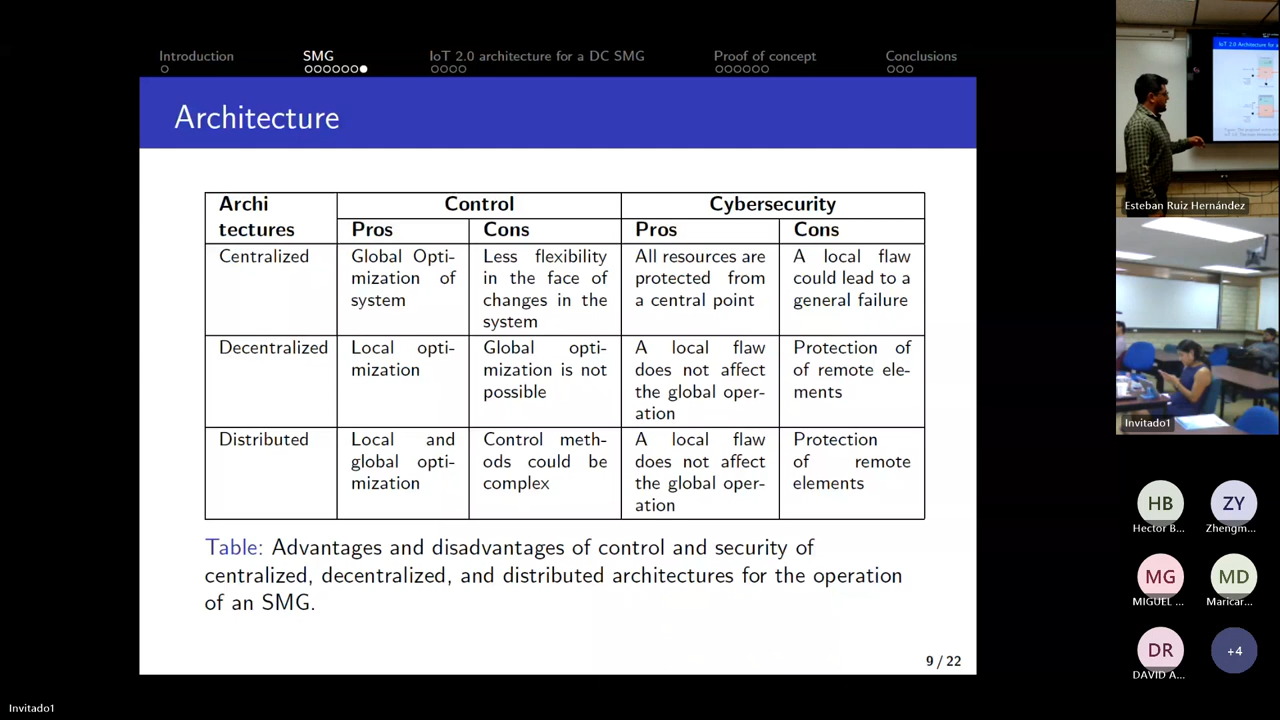 Introduction SMG IoT 2.0 architecture for a DC SMG Proof of concept Conclusions
Architecture
Archi
tectures
Control
Cybersecurity
Pros
Cons
Pros
Cons
Centralized
Global Opti-
mization of
system
Less flexibility
in the face of
changes in the
system
All resources are
protected from
a central point
A local flaw
could lead to a
general failure
Decentralized
Local opti-
mization
Global opti-
mization is not
possible
A local flaw
does not affect
the global oper-
ation
Protection of
of remote ele-
ments
Distributed
Local and
global opti-
mization
Control meth-
ods could be
complex
A local flaw
does not affect
the global oper-
ation
Protection
of remote
elements
Table: Advantages and disadvantages of control and security of
centralized, decentralized, and distributed architectures for the operation
of an SMG.
9 / 22
IoT 2.0 Architecture for a
Esteban Ruiz Hernández
Invitado1
HB
Hector B...
ZY
Zhengm...
MG
MIGUEL ...
MD
Maricar...
DR
DAVID A...
+4
Invitado1